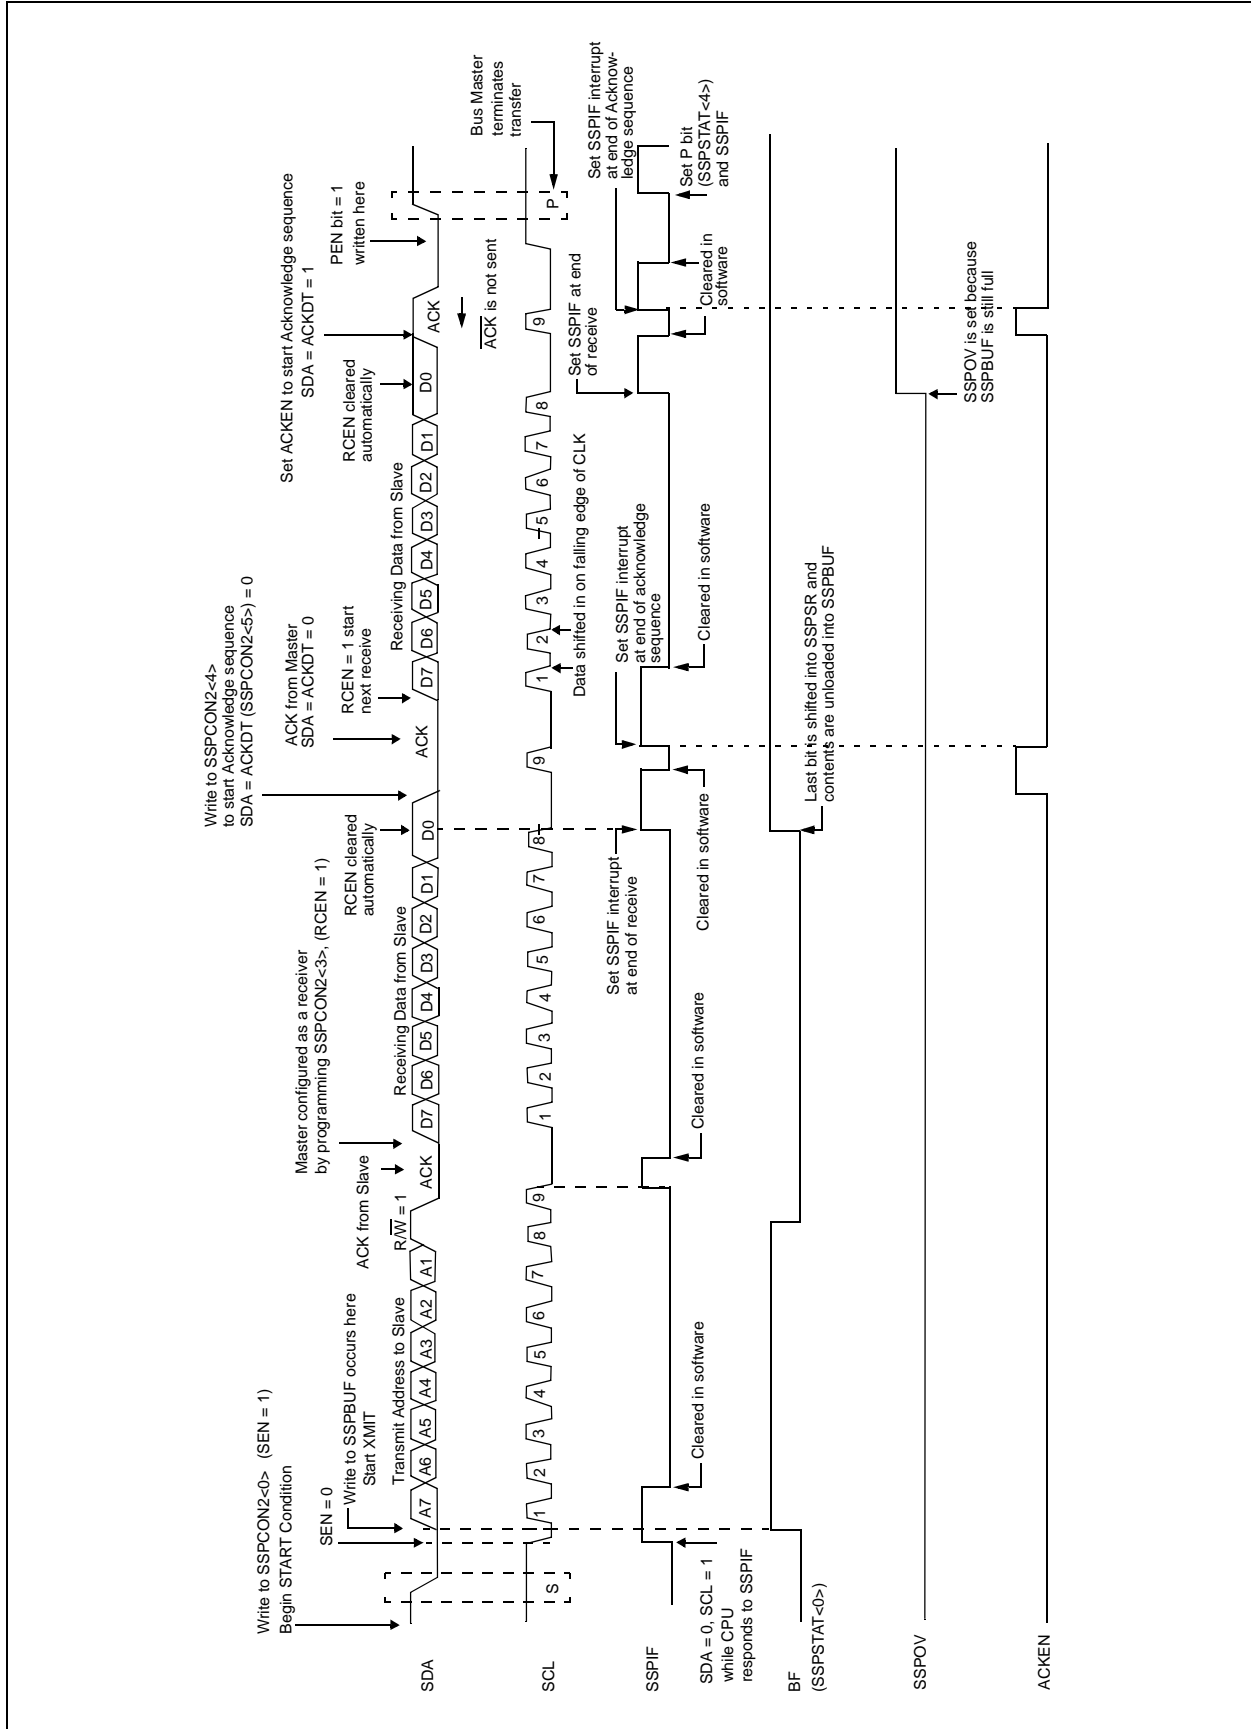 Write to SSPCON2<0> (SEN = 1)
Begin START Condition
SEN = 0
Write to SSPBUF occurs here
Start XMIT
Master configured as a receiver
by programming SSPCON2<3>, (RCEN = 1)
ACK from Slave
R/W = 1
RCEN cleared
automatically
Write to SSPCON2<4>
to start Acknowledge sequence
SDA = ACKDT (SSPCON2<5>) = 0
ACK from Master
SDA = ACKDT = 0
RCEN = 1 start
next receive
RCEN cleared
automatically
Set ACKEN to start Acknowledge sequence
SDA = ACKDT = 1
PEN bit = 1
written here
Transmit Address to Slave
Receiving Data from Slave
Receiving Data from Slave
SDA
A7 A6 A5 A4 A3 A2 A1 ACK D7 D6 D5 D4 D3 D2 D1 D0 ACK D7 D6 D5 D4 D3 D2 D1 D0 ACK
ACK is not sent
Bus Master
terminates
transfer
SCL
S 1 2 3 4 5 6 7 8 9 1 2 3 4 5 6 7 8 9 1 2 3 4 5 6 7 8 9 P
Data shifted in on falling edge of CLK
Set SSPIF interrupt
at end of receive
Set SSPIF interrupt
at end of acknowledge
sequence
Set SSPIF at end
of receive
Set SSPIF interrupt
at end of Acknow-
ledge sequence
SSPIF
SDA = 0, SCL = 1
while CPU
responds to SSPIF
Cleared in software
Cleared in software
Cleared in software
Cleared in software
Cleared in
software
Set P bit
(SSPSTAT<4>)
and SSPIF
BF
(SSPSTAT<0>)
Last bit is shifted into SSPSR and
contents are unloaded into SSPBUF
SSPOV
SSPOV is set because
SSPBUF is still full
ACKEN